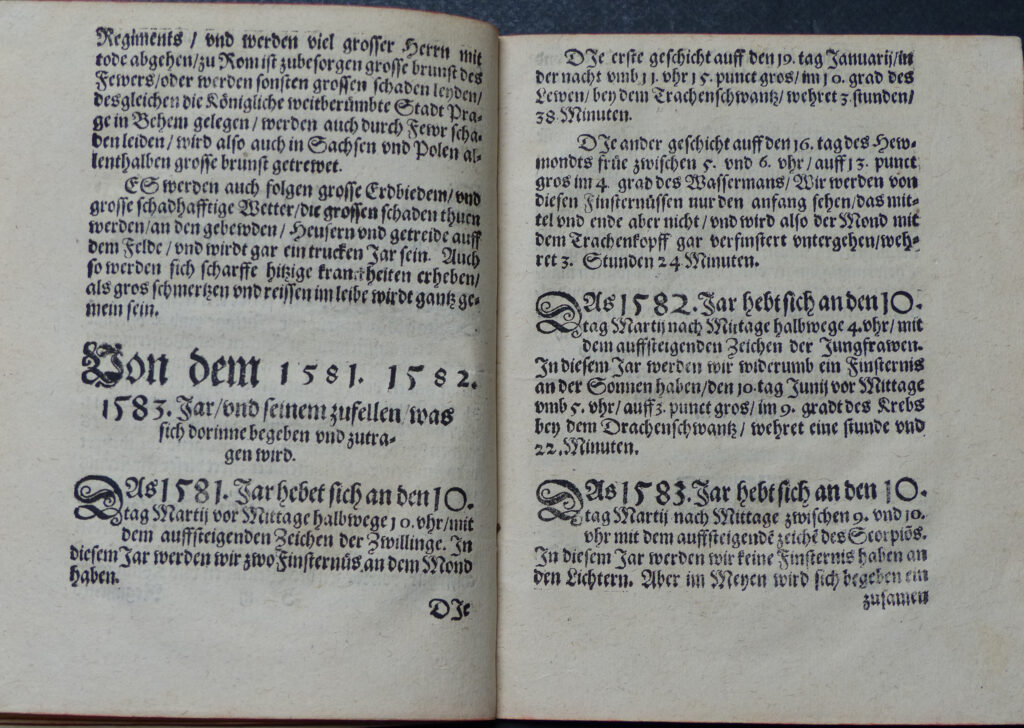 Regiments / vnd werden viel grosser Herrn mit
tode abgehen/zu Rom ist zubesorgen grosse brunst des
Fewers/oder werden sonsten grossen schaden leyden/
desgleichen die Königliche weitberümbte Stadt Pra-
ge in Behem gelegen / werden auch durch Fewr scha-
den leiden / wird also auch in Sachsen vnd Polen al-
lenthalben grosse brunst getrewet.
ES werden auch folgen grosse Erdbiedem/ vnd
grosse schadhafftige Wetter/die grossen schaden thuen
werden/an den gebewden / Heusern vnd getreide auff
dem Felde / vnd wirdt gar ein trucken Jar sein. Auch
so werden sich scharffe hitzige kranckheiten erheben/
als gros schmertzen vnd reissen im leibe wirdt gantz ge-
mein sein.
Von dem 1581. 1582.
1583. Jar/vnd seinem zufellen/was
sich dorinne begeben vnd zutra-
gen wird.
DAs 1581. Jar hebet sich an den 10.
tag Martij vor Mittage halbwege 10. vhr/mit
dem auffsteigenden Zeichen der Zwillinge. In
diesem Jar werden wir zwo Finsternüs an dem Mond
haben.
DJe
DJe erste geschicht auff den 19. tag Januarij/in
der nacht vmb 11. vhr 15. punct gros/im 10. grad des
Lewen/ bey dem Trachenschwantz/wehret 3. stunden/
38. Minuten.
DJe ander geschicht auff den 16. tag des Hew-
mondts früe zwischen 5. vnd 6. vhr / auff 13. punct
gros im 4. grad des Wassermans/ Wir werden von
diesen Finsternüssen nur den anfang sehen/das mit-
tel vnd ende aber nicht / vnd wird also der Mond mit
dem Trachenkopff gar verfinstert vntergehen/weh-
ret 3. Stunden 24 Minuten.
DAs 1582. Jar hebt sich an den 10.
tag Martij nach Mittage halbwege 4. vhr/ mit
dem auffsteigenden Zeichen der Jungfrawen.
In diesem Jar werden wir widerumb ein Finsternis
an der Sonnen haben/den 10. tag Junij vor Mittage
vmb 5. vhr/ auff 3. punct gros/ im 9. gradt des Krebs
bey dem Drachenschwantz / wehret eine stunde vnd
22. Minuten.
DAs 1583. Jar hebt sich an den 10.
tag Martij nach Mittage zwischen 9. vnd 10.
vhr mit dem auffsteigendē zeichē des Scorpiōs.
In diesem Jar werden wir keine Finsternis haben an
den Lichtern. Aber im Meyen wird sich begeben ein
zusamen